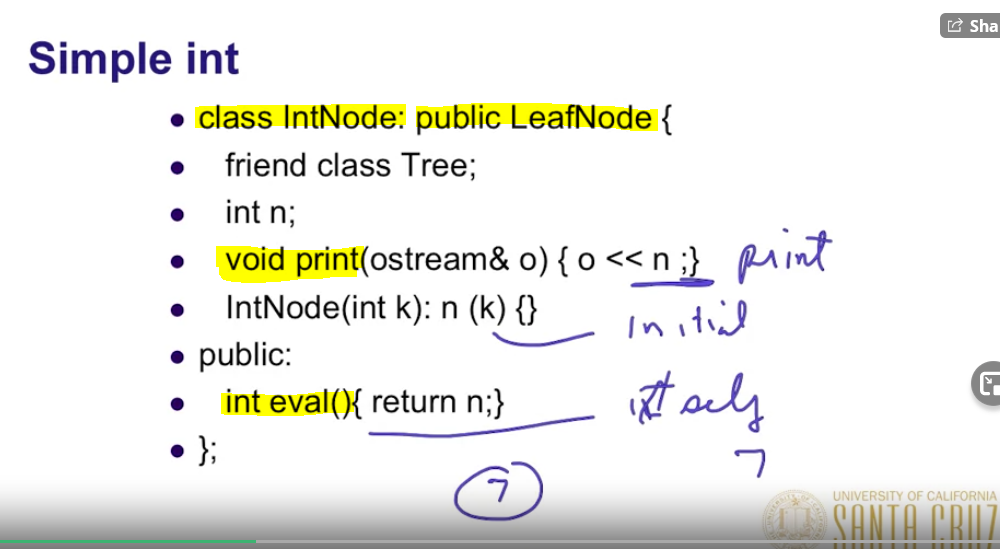 Sha
Simple int
• class IntNode: public LeafNode {
• friend class Tree;
• int n;
• void print(ostream& o) { o << n ;} print
• IntNode(int k): n (k) {} initial
• public:
• int eval(){ return n;} itself
• };
7
7
UNIVERSITY OF CALIFORNIA
SANTA CRUZ